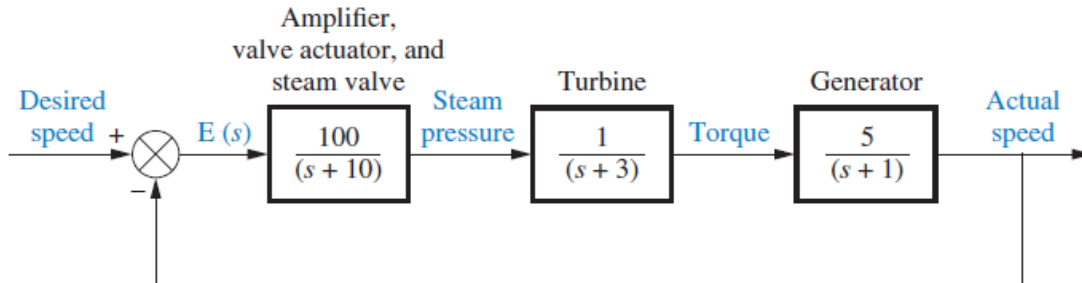 Amplifier,
valve actuator, and
steam valve
Turbine
Generator
Desired
speed
+
−
E (s)
100
(s + 10)
Steam
pressure
1
(s + 3)
Torque
5
(s + 1)
Actual
speed